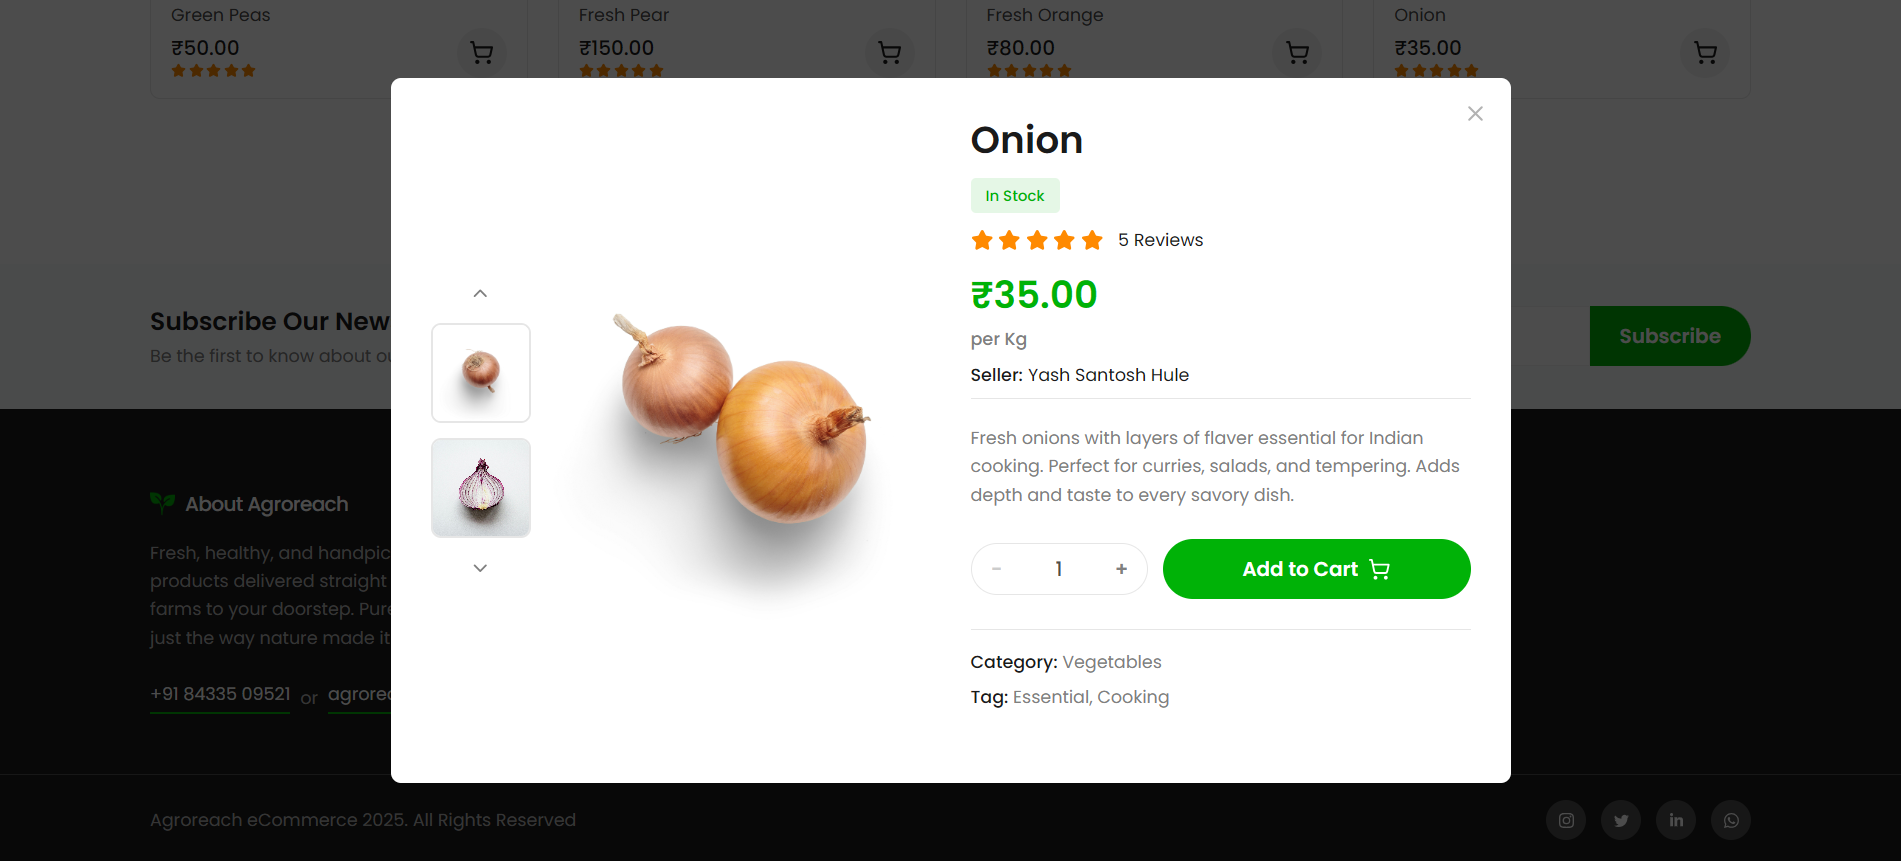 Green Peas
₹50.00
Fresh Pear
₹150.00
Fresh Orange
₹80.00
Onion
₹35.00
Onion
In Stock
5 Reviews
₹35.00
per Kg
Seller: Yash Santosh Hule
Fresh onions with layers of flaver essential for Indian
cooking. Perfect for curries, salads, and tempering. Adds
depth and taste to every savory dish.
1
Add to Cart
Category: Vegetables
Tag: Essential, Cooking
Subscribe Our New
Be the first to know about
Subscribe
About Agroreach
Fresh, healthy, and handpic
products delivered straight
farms to your doorstep. Pure
just the way nature made it
+91 84335 09521 or agrorea
Agroreach eCommerce 2025. All Rights Reserved
in